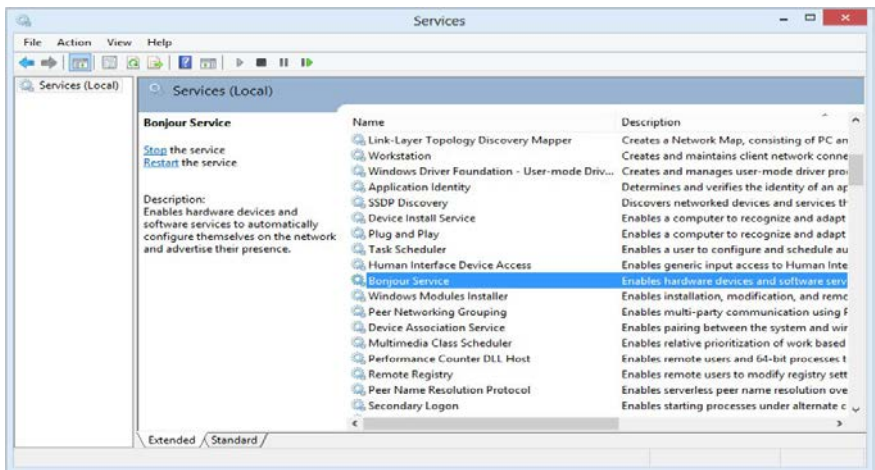 Services
File Action View Help
Services (Local)
Services (Local)
Bonjour Service
Stop the service
Restart the service
Description:
Enables hardware devices and
software services to automatically
configure themselves on the network
and advertise their presence.
Name Description
Link-Layer Topology Discovery Mapper Creates a Network Map, consisting of PC an
Workstation Creates and maintains client network conne
Windows Driver Foundation - User-mode Driv... Creates and manages user-mode driver pro
Application Identity Determines and verifies the identity of an ap
SSDP Discovery Discovers networked devices and services th
Device Install Service Enables a computer to recognize and adapt
Plug and Play Enables a computer to recognize and adapt
Task Scheduler Enables a user to configure and schedule au
Human Interface Device Access Enables generic input access to Human Inte
Bonjour Service Enables hardware devices and software serv
Windows Modules Installer Enables installation, modification, and remo
Peer Networking Grouping Enables multi-party communication using P
Device Association Service Enables pairing between the system and wir
Multimedia Class Scheduler Enables relative prioritization of work based
Performance Counter DLL Host Enables remote users and 64-bit processes t
Remote Registry Enables remote users to modify registry sett
Peer Name Resolution Protocol Enables serverless peer name resolution ove
Secondary Logon Enables starting processes under alternate c
Extended Standard